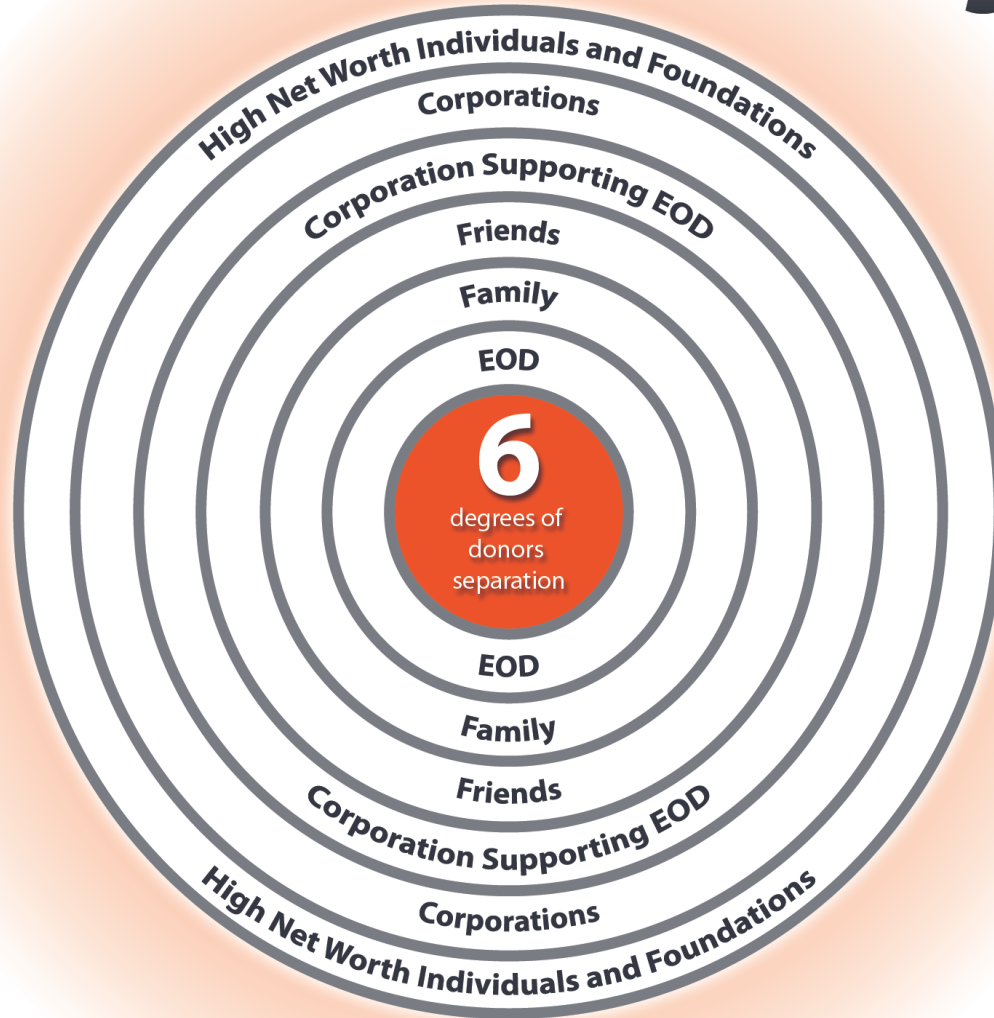 High Net Worth Individuals and Foundations
Corporations
Corporation Supporting EOD
Friends
Family
EOD
6
degrees of
donors
separation
EOD
Family
Friends
Corporation Supporting EOD
Corporations
High Net Worth Individuals and Foundations